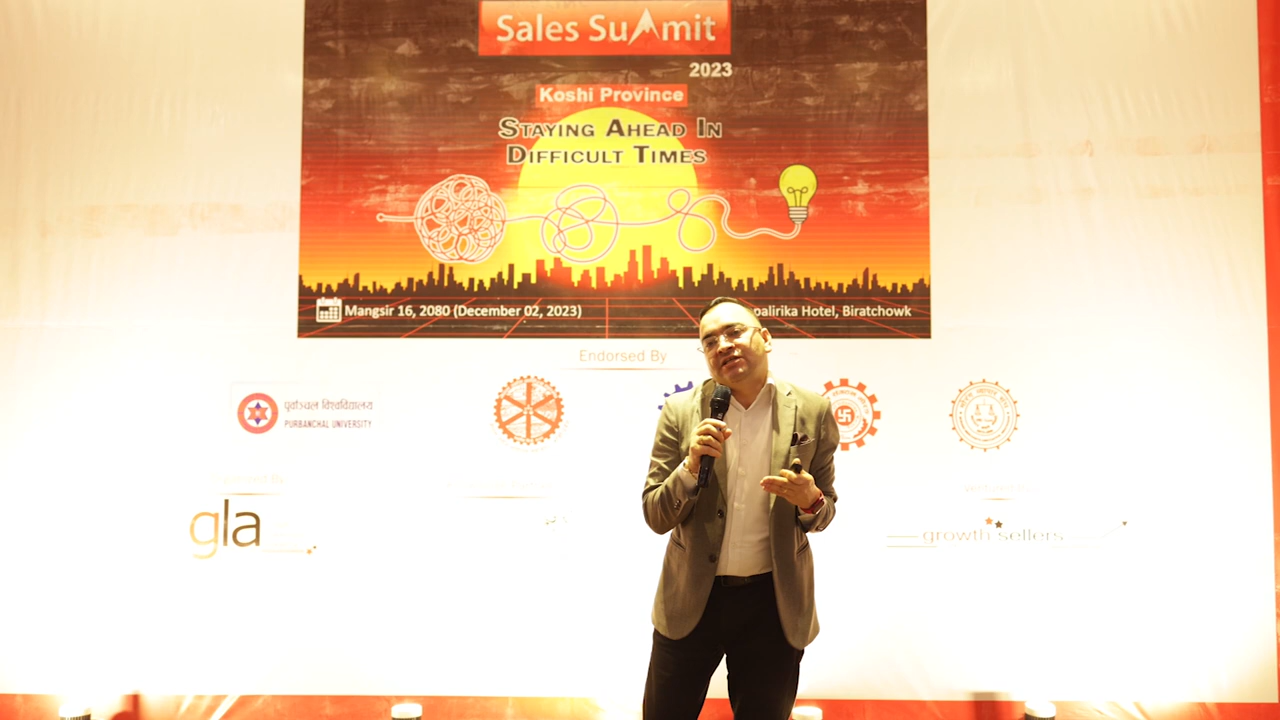 Sales Summit
2023
Koshi Province
STAYING AHEAD IN
DIFFICULT TIMES
Mangsir 16, 2080 (December 02, 2023)
palirika Hotel, Biratchowk
Endorsed By
पूर्वाञ्चल विश्वविद्यालय
PURBANCHAL UNIVERSITY
gla
growth sellers